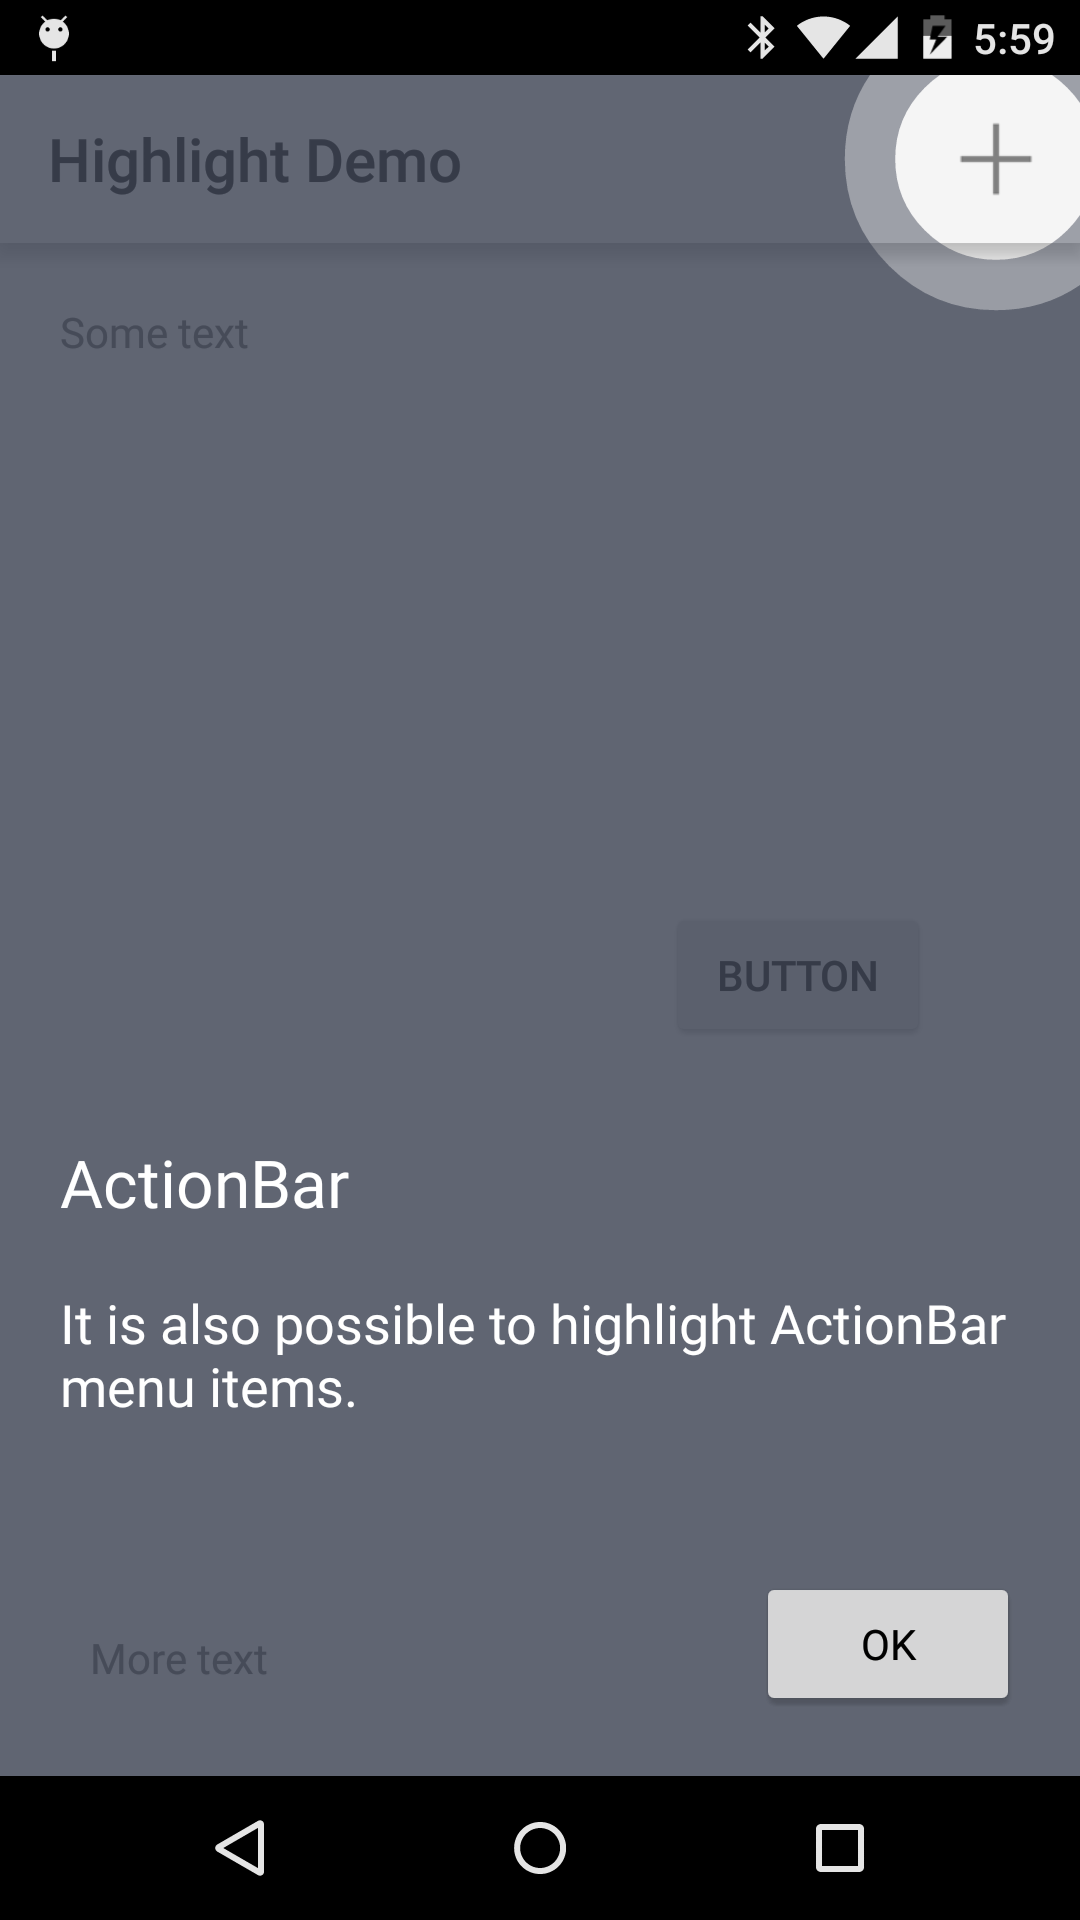 5:59
Highlight Demo
Some text
BUTTON
ActionBar
It is also possible to highlight ActionBar
menu items.
More text
OK